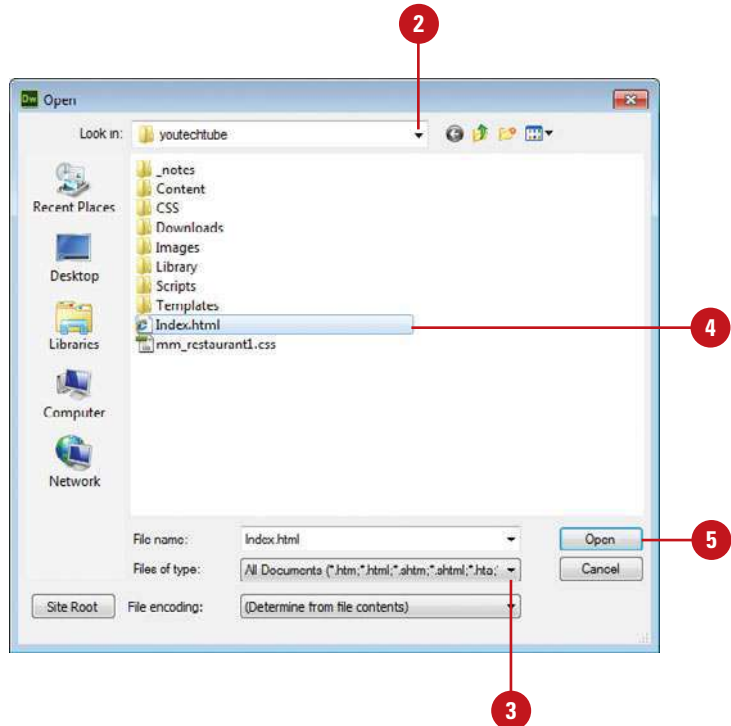 2
Dw Open
Look in: youtechtube
Recent Places
Desktop
Libraries
Computer
Network
_notes
Content
CSS
Downloads
Images
Library
Scripts
Templates
Index.html
4
mm_restaurant1.css
File name: Index.html Open
5
Files of type: All Documents (*.htm;*.html;*.shtm;*.shtml;*.hta;' Cancel
Site Root File encoding: (Determine from file contents)
3